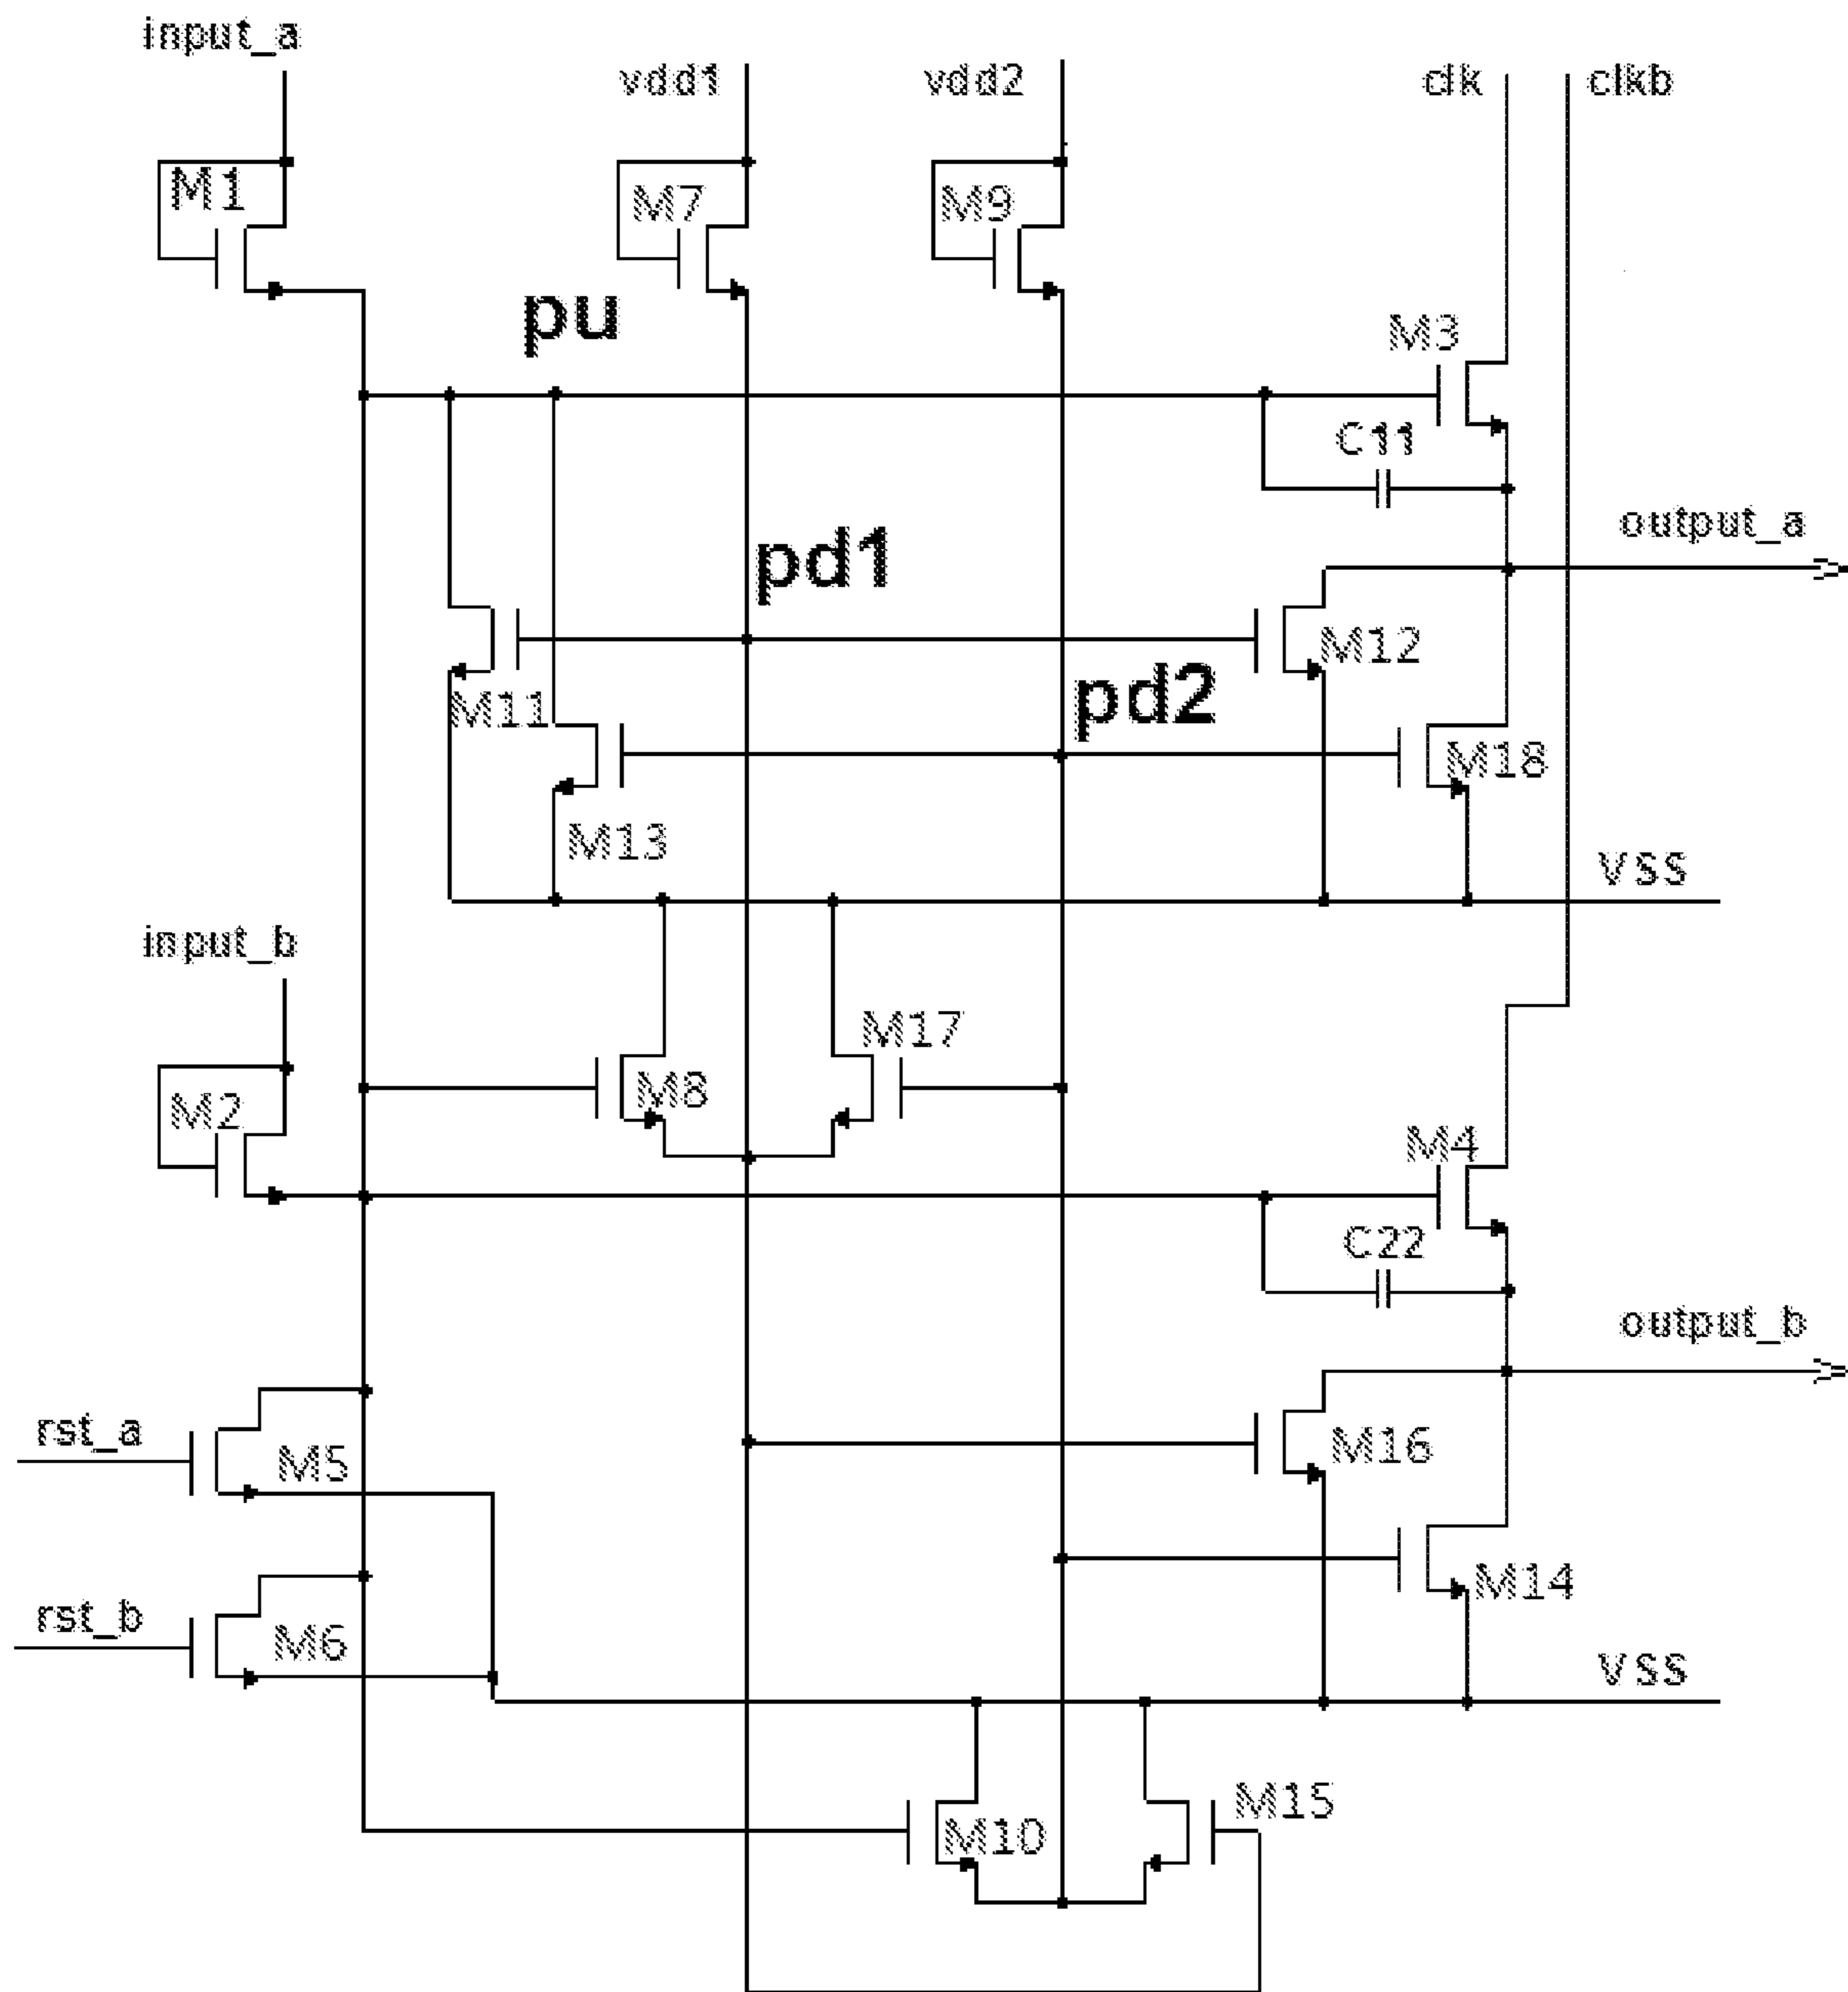 input_a
vdd1
vdd2
clk
clkb
M1
M7
M9
pu
M3
C11
output_a
pd1
M12
M11
pd2
M18
M13
VSS
input_b
M17
M8
M2
M4
C22
output_b
rst_a
M5
M16
M14
rst_b
M6
VSS
M15
M10